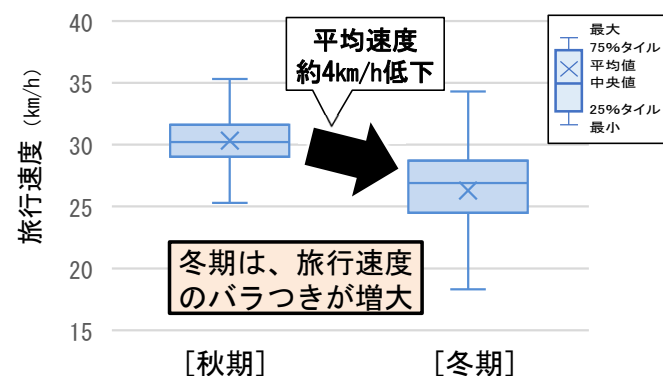 旅行速度 (km/h)
40
35
30
25
20
15
平均速度
約4km/h低下
冬期は、旅行速度
のバラつきが増大
[秋期]
[冬期]
最大
75%タイル
平均値
中央値
25%タイル
最小